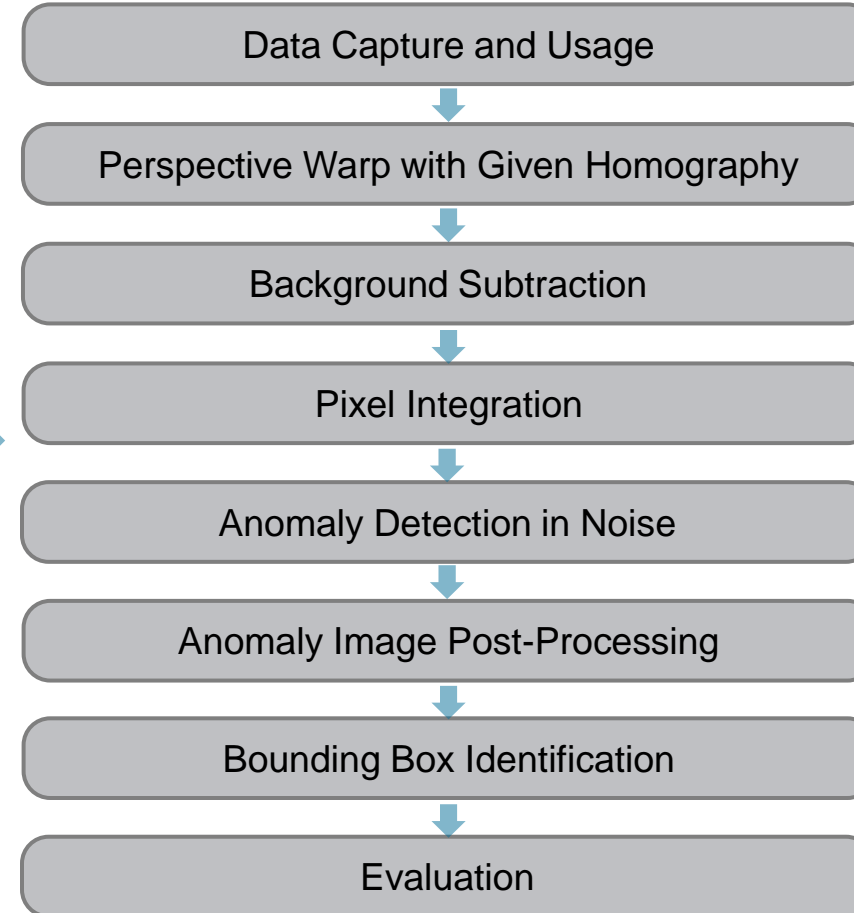 Data Capture and Usage
Perspective Warp with Given Homography
Background Subtraction
Pixel Integration
Anomaly Detection in Noise
Anomaly Image Post-Processing
Bounding Box Identification
Evaluation